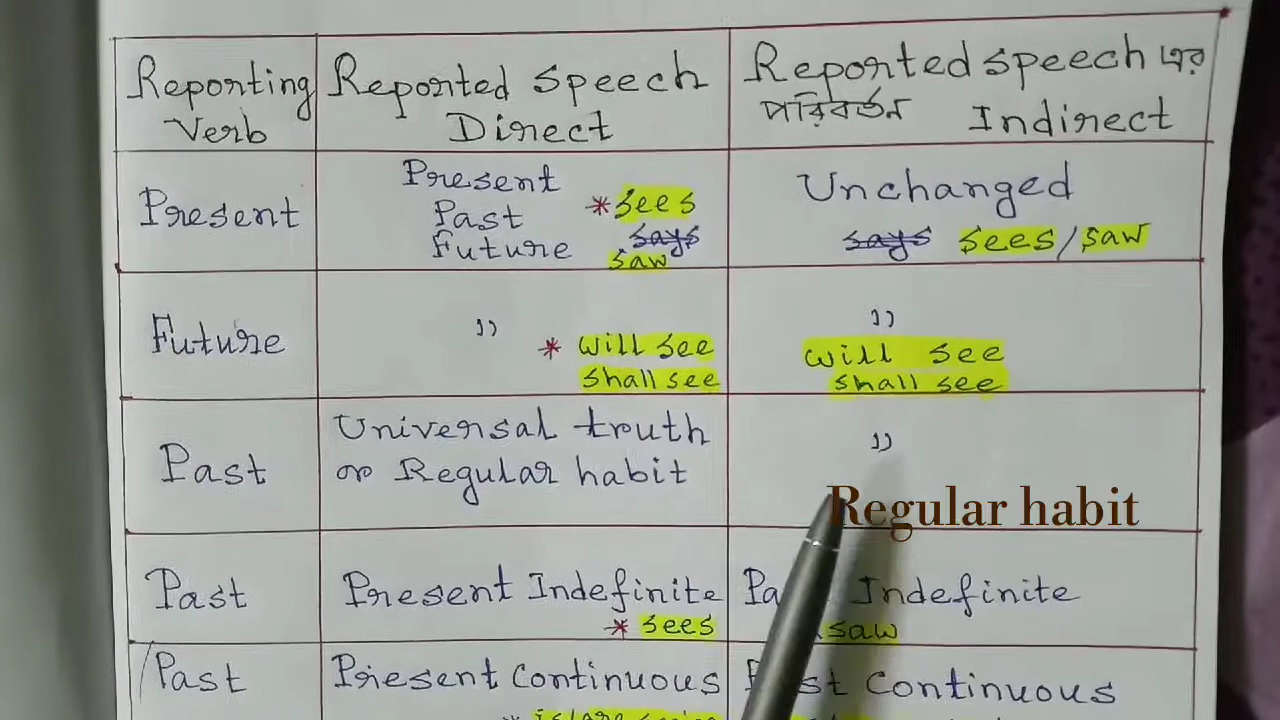 Reporting Verb
Reported Speech Direct
Reported speech এর
পরিবর্তন Indirect
Present
Present
Past
Future
*sees
says
saw
Unchanged
says sees/saw
Future
"
* will see
shall see
"
will see
shall see
Past
Universal truth
or Regular habit
"
Regular habit
Past
Present Indefinite
* sees
Indefinite
saw
Past
Present Continuous
Continuous